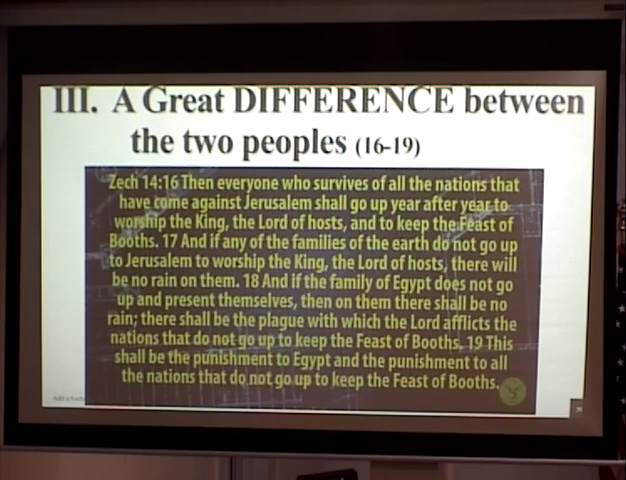 III. A Great DIFFERENCE between
the two peoples (16-19)
Zech 14:16 Then everyone who survives of all the nations that
have come against Jerusalem shall go up year after year to
worship the King, the Lord of hosts, and to keep the Feast of
Booths. 17 And if any of the families of the earth do not go up
to Jerusalem to worship the King, the Lord of hosts, there will
be no rain on them. 18 And if the family of Egypt does not go
up and present themselves, then on them there shall be no
rain; there shall be the plague with which the Lord afflicts the
nations that do not go up to keep the Feast of Booths. 19 This
shall be the punishment to Egypt and the punishment to all
the nations that do not go up to keep the Feast of Booths.
Add a footer